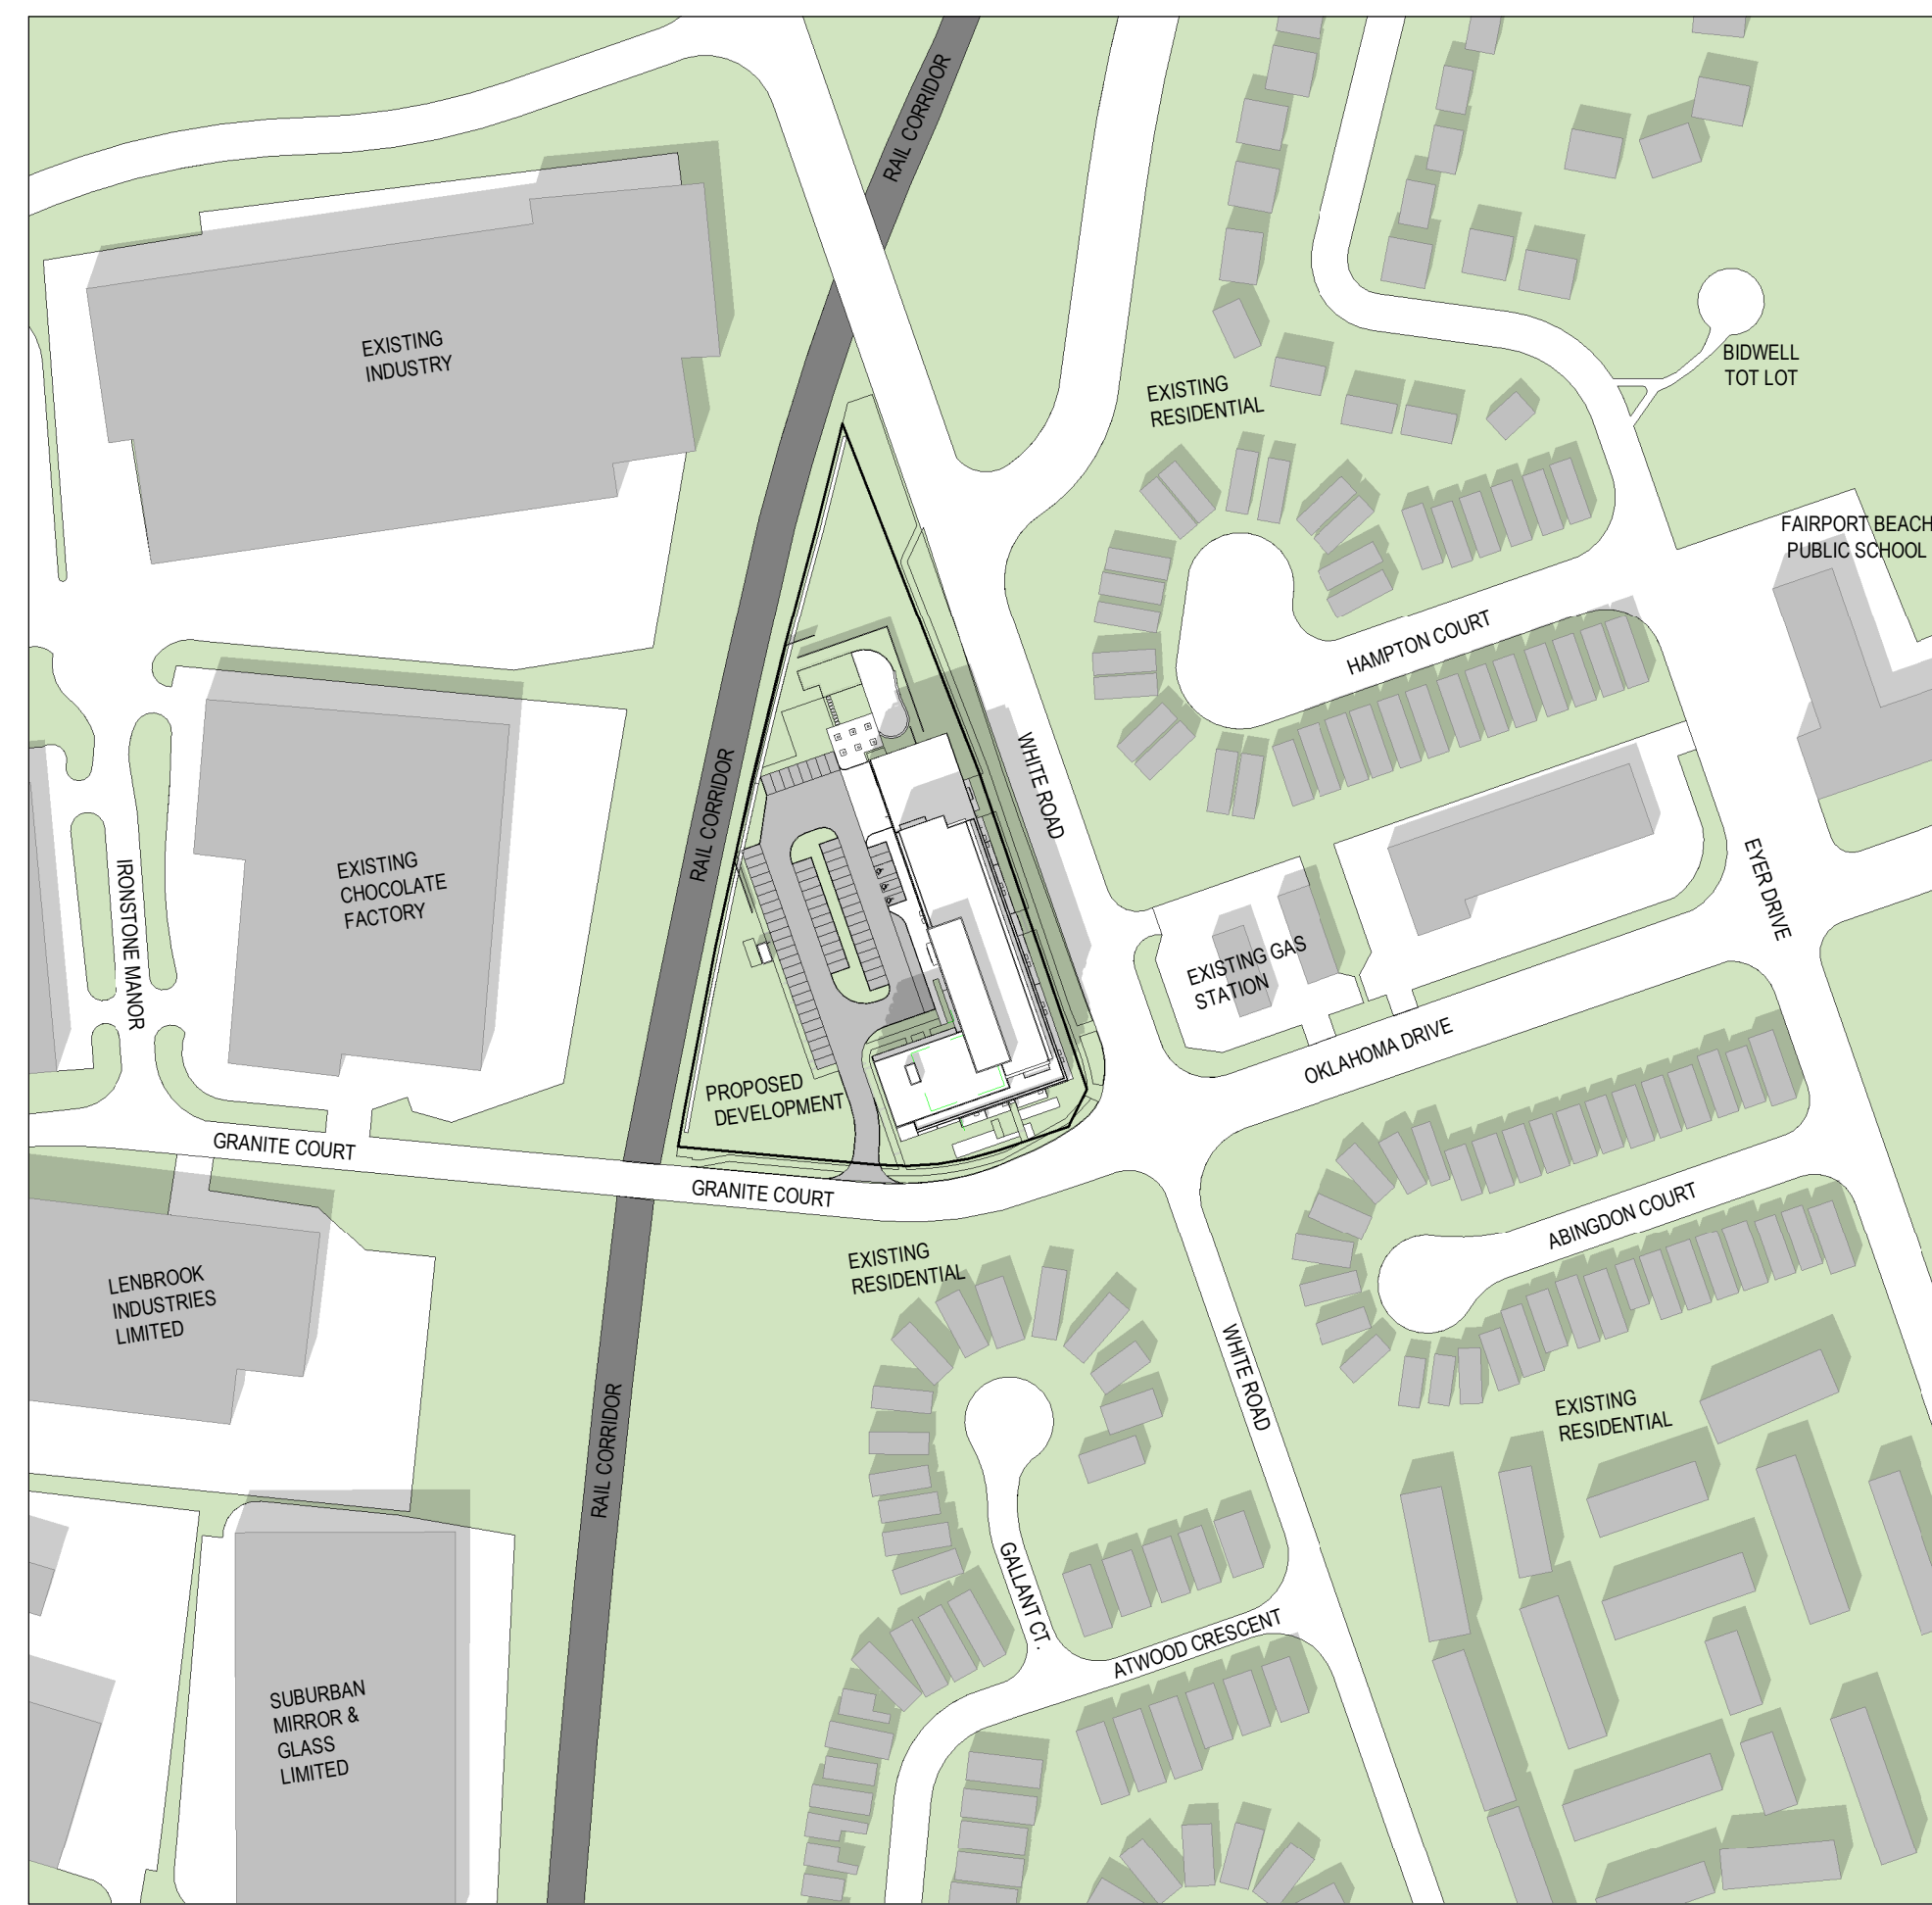 RAIL CORRIDOR
EXISTING
INDUSTRY
BIDWELL
TOT LOT
EXISTING
RESIDENTIAL
FAIRPORT BEACH
PUBLIC SCHOOL
HAMPTON COURT
WHITE ROAD
RAIL CORRIDOR
EXISTING
CHOCOLATE
FACTORY
IRONSTONE MANOR
EYER DRIVE
EXISTING GAS
STATION
OKLAHOMA DRIVE
PROPOSED
DEVELOPMENT
GRANITE COURT
GRANITE COURT
ABINGDON COURT
EXISTING
RESIDENTIAL
LENBROOK
INDUSTRIES
LIMITED
WHITE ROAD
RAIL CORRIDOR
EXISTING
RESIDENTIAL
GALLANT CT.
ATWOOD CRESCENT
SUBURBAN
MIRROR &
GLASS
LIMITED